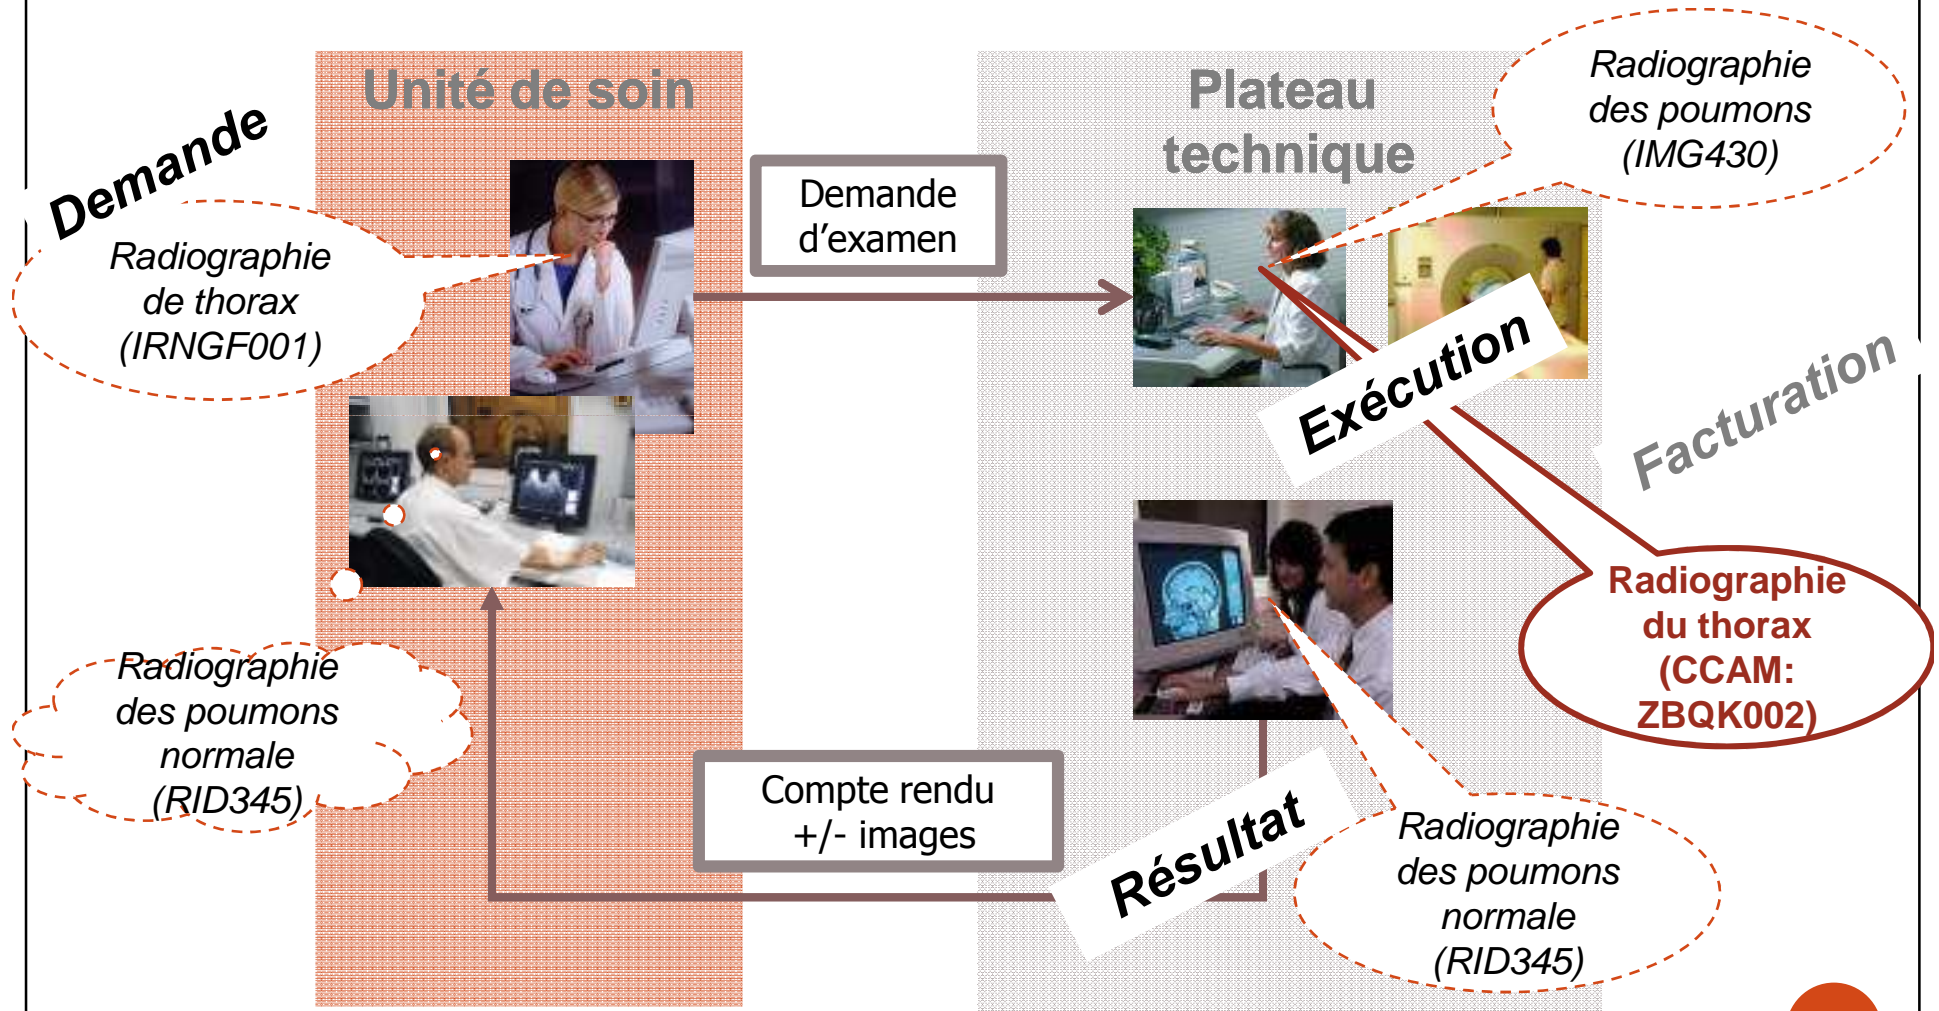 Unité de soin
Plateau
technique
Radiographie
des poumons
(IMG430)
Demande
Radiographie
de thorax
(IRNGF001)
Demande
d’examen
Exécution
Facturation
Radiographie
du thorax
(CCAM:
ZBQK002)
Radiographie
des poumons
normale
(RID345)
Compte rendu
+/- images
Résultat
Radiographie
des poumons
normale
(RID345)